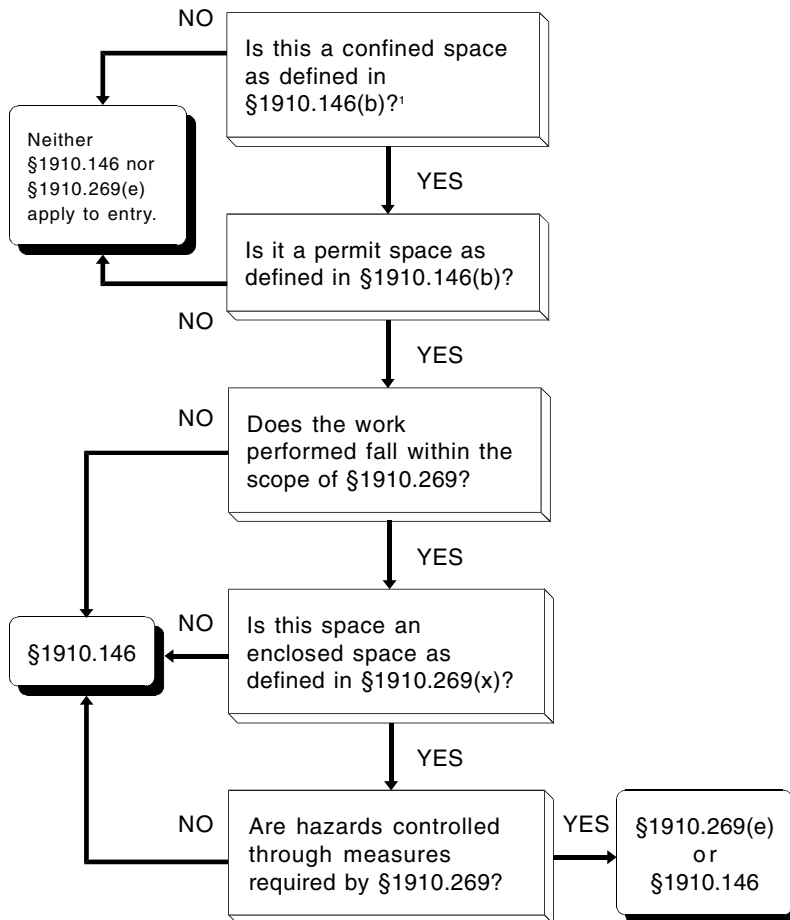 NO
Is this a confined space
as defined in
§1910.146(b)?¹
Neither
§1910.146 nor
§1910.269(e)
apply to entry.
YES
Is it a permit space as
defined in §1910.146(b)?
NO
YES
NO
Does the work
performed fall within the
scope of §1910.269?
YES
§1910.146
NO
Is this space an
enclosed space as
defined in §1910.269(x)?
YES
NO
Are hazards controlled
through measures
required by §1910.269?
YES
§1910.269(e)
or
§1910.146